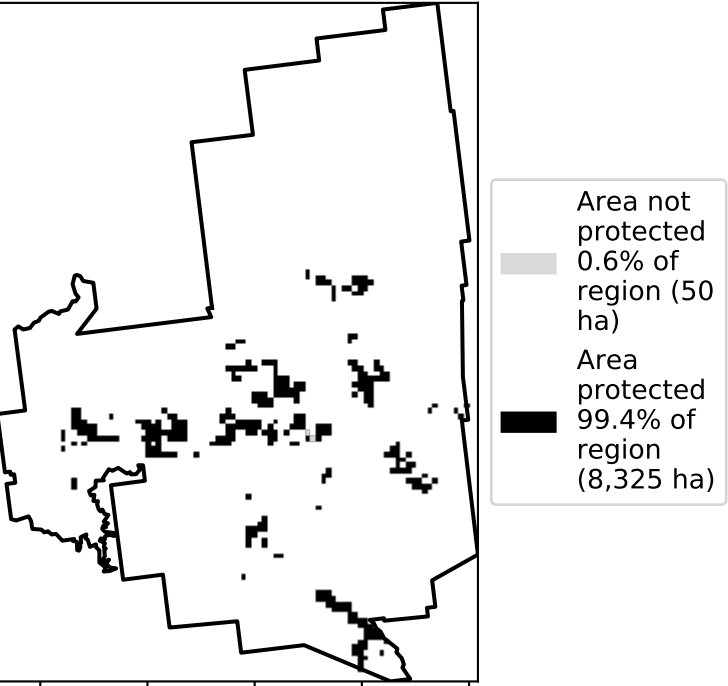 Area not
protected
0.6% of
region (50
ha)
Area
protected
99.4% of
region
(8,325 ha)